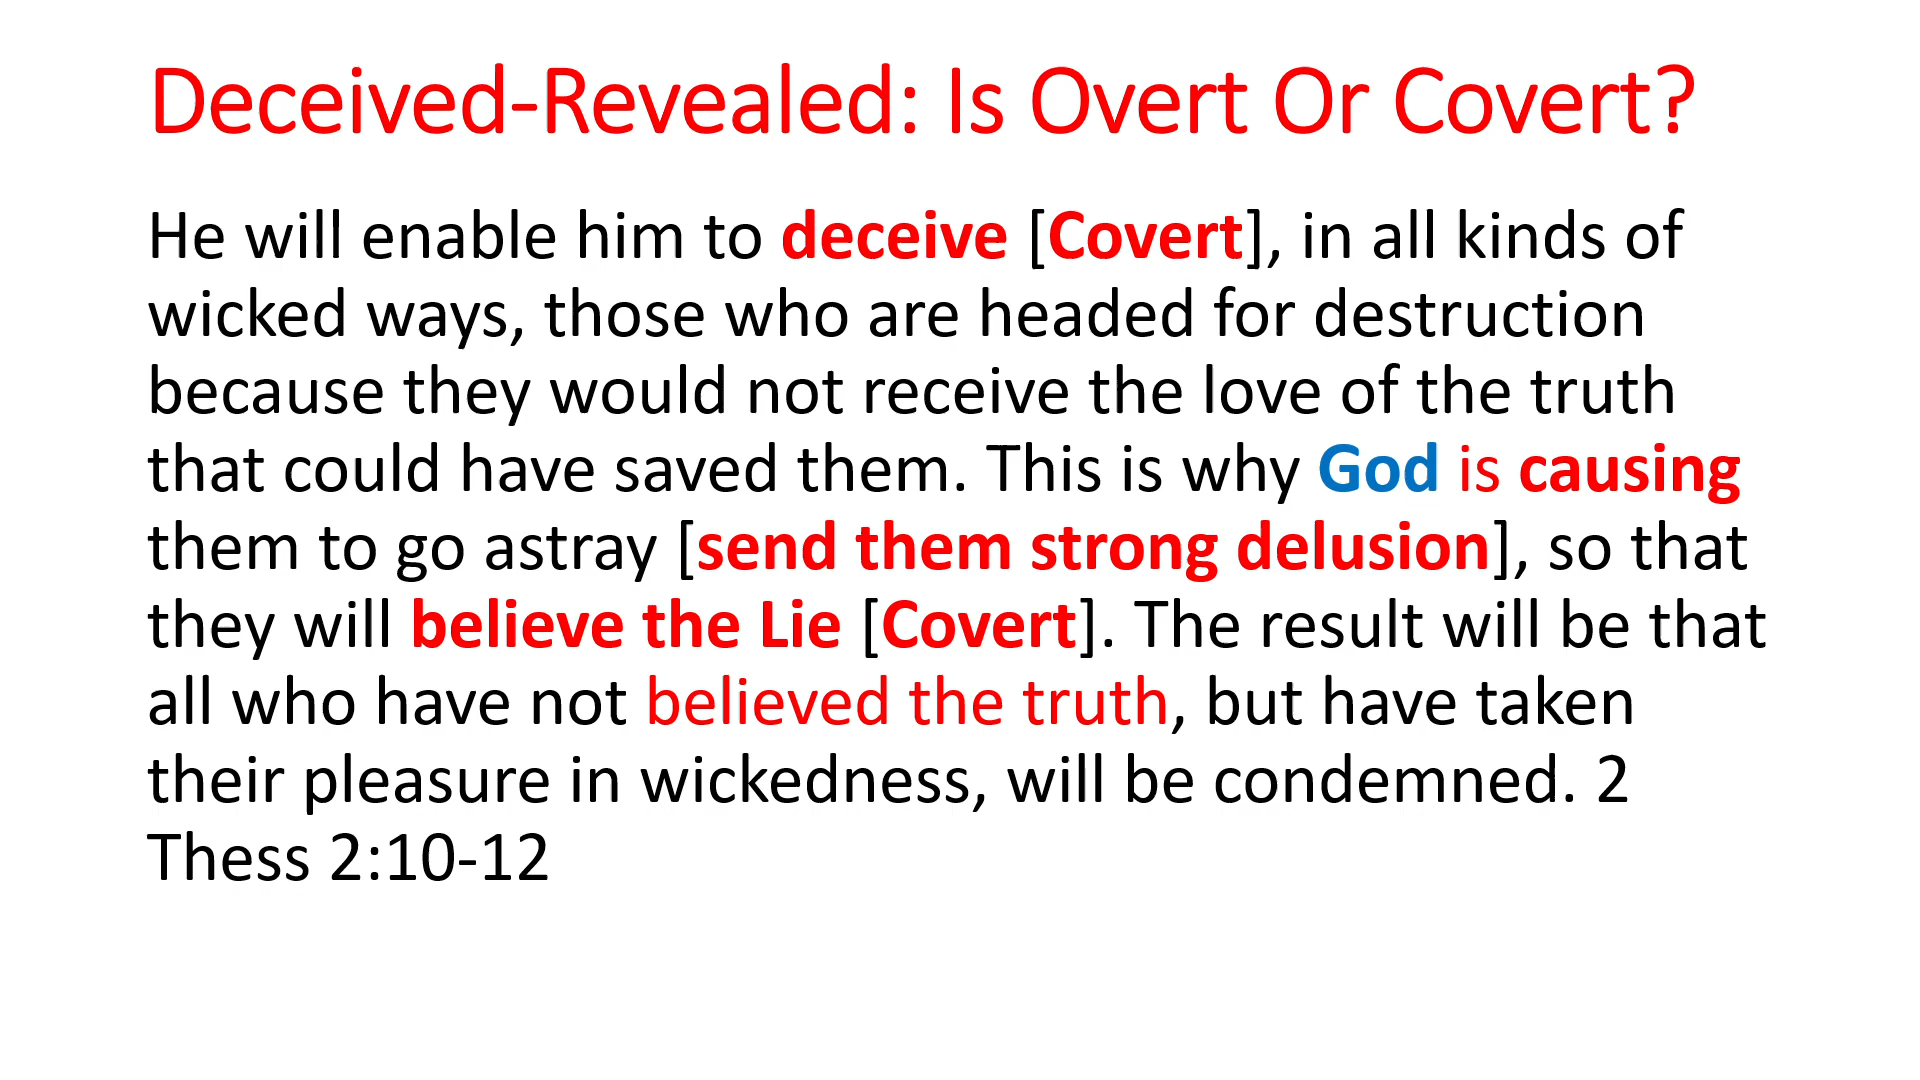 Deceived-Revealed: Is Overt Or Covert?
He will enable him to deceive [Covert], in all kinds of
wicked ways, those who are headed for destruction
because they would not receive the love of the truth
that could have saved them. This is why God is causing
them to go astray [send them strong delusion], so that
they will believe the Lie [Covert]. The result will be that
all who have not believed the truth, but have taken
their pleasure in wickedness, will be condemned. 2
Thess 2:10-12